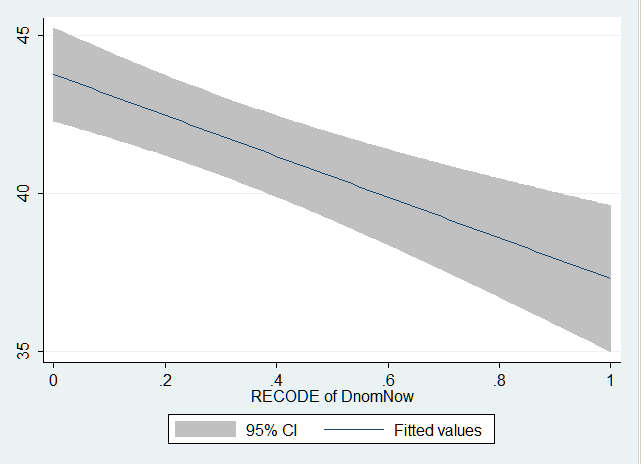 45
40
35
0 .2 .4 .6 .8 1
RECODE of DnomNow
95% CI Fitted values